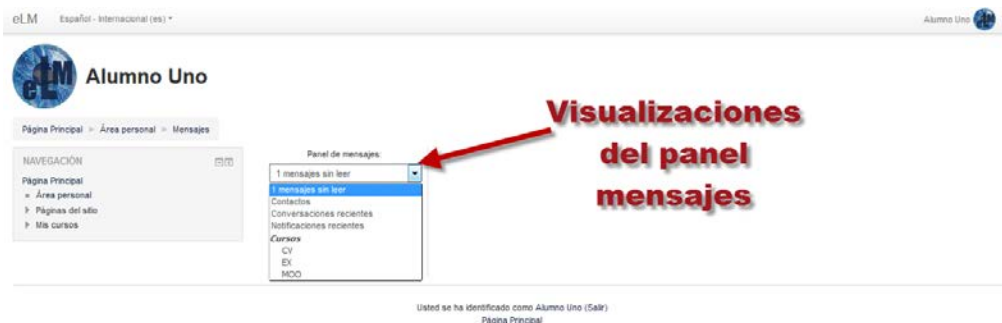 eLM Español - Internacional (es)
Alumno Uno
eLM
Alumno Uno
Página Principal > Área personal > Mensajes
NAVEGACIÓN
Página Principal
Área personal
Páginas del sitio
Mis cursos
Panel de mensajes:
1 mensajes sin leer
1 mensajes sin leer
Contactos
Conversaciones recientes
Notificaciones recientes
Cursos
CV
EX
MOO
Visualizaciones
del panel
mensajes
Usted se ha identificado como Alumno Uno (Salir)
Página Principal